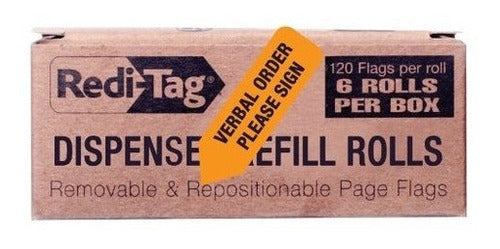 Redi-Tag®
120 Flags per roll
6 ROLLS
PER BOX
VERBAL ORDER
PLEASE SIGN
DISPENSE EFILL ROLLS
Removable & Repositionable Page Flags